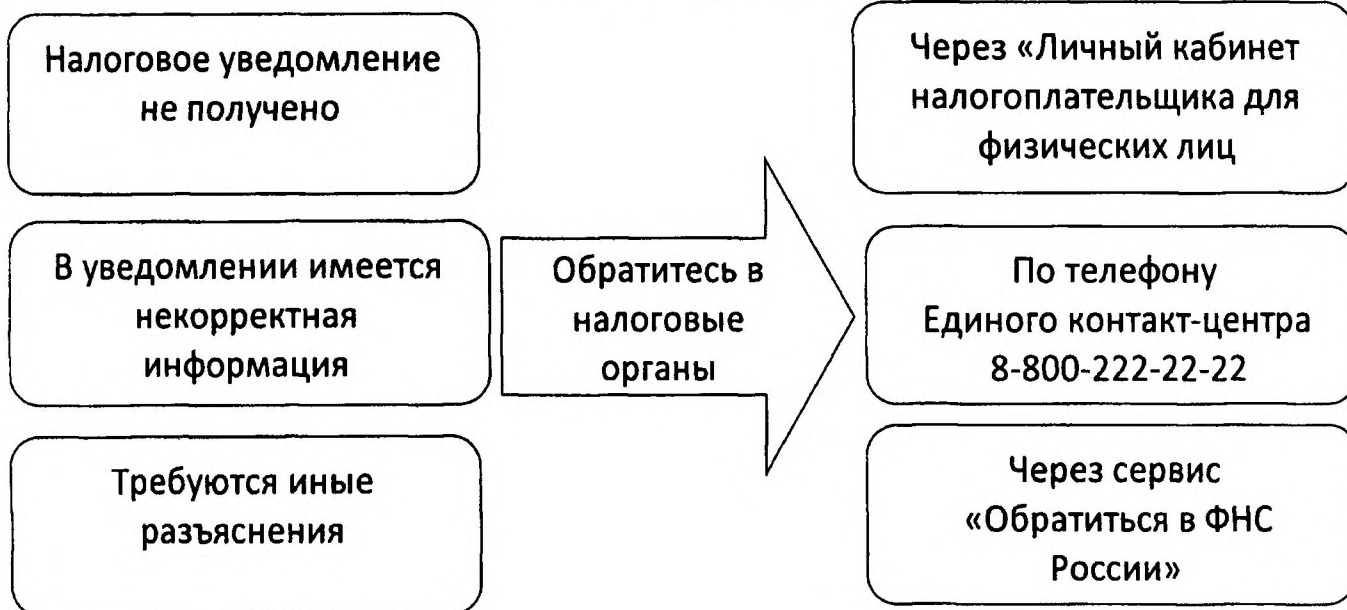 Налоговое уведомление
не получено
В уведомлении имеется
некорректная
информация
Требуются иные
разъяснения
Обратитесь в
налоговые
органы
Через «Личный кабинет
налогоплательщика для
физических лиц
По телефону
Единого контакт-центра
8-800-222-22-22
Через сервис
«Обратиться в ФНС
России»